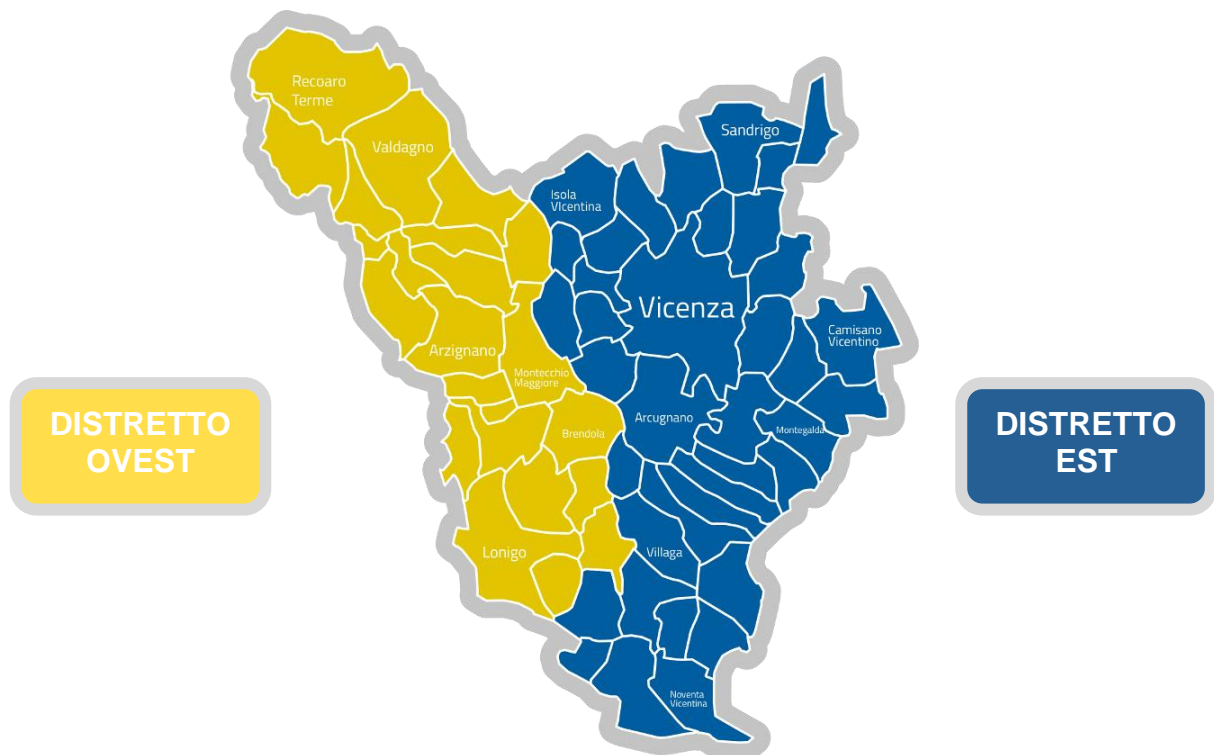 Recoaro
Terme
Valdagno
Sandrigo
Isola
VIcentina
Vicenza
Camisano
Vicentino
Arzignano
Montecchio
Maggiore
DISTRETTO
OVEST
Brendola
Arcugnano
Montegalda
DISTRETTO
EST
Lonigo
Villaga
Noventa
Vicentina